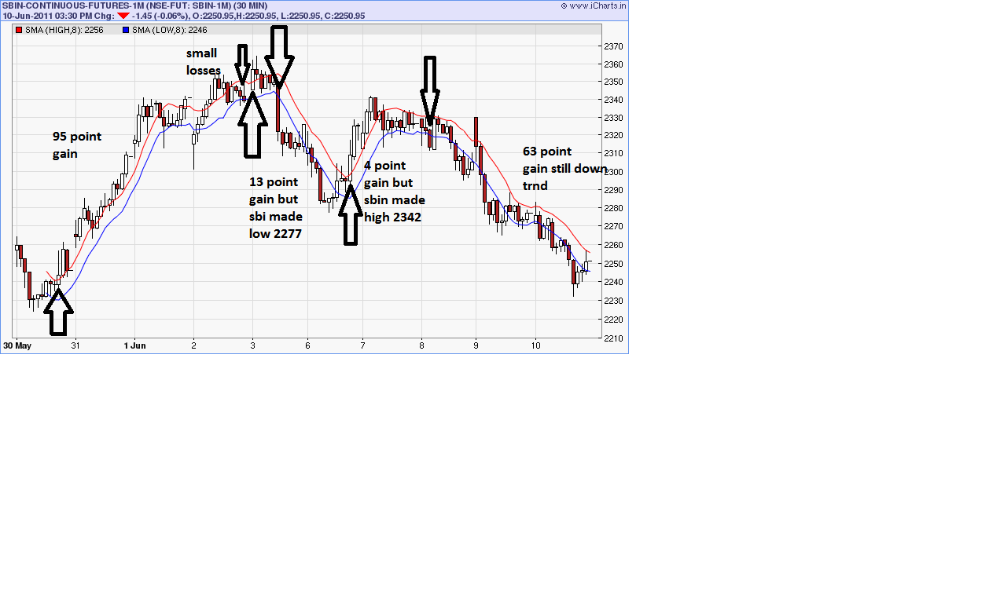 SBIN-CONTINUOUS-FUTURES-1M (NSE-FUT: SBIN-1M) (30 MIN)
© www.iCharts.in
10-Jun-2011 03:30 PM Chg: -1.45 (-0.06%), O:2250.95,H:2250.95, L:2250.95, C:2250.95
SMA (HIGH,8): 2256 SMA (LOW,8): 2246
small
losses
95 point
gain
13 point
gain but
sbi made
low 2277
4 point
gain but
sbin made
high 2342
63 point
gain still down
trnd
2370
2360
2350
2340
2330
2320
2310
2300
2290
2280
2270
2260
2250
2240
2230
2220
2210
30 May 31 1 Jun 2 3 6 7 8 9 10